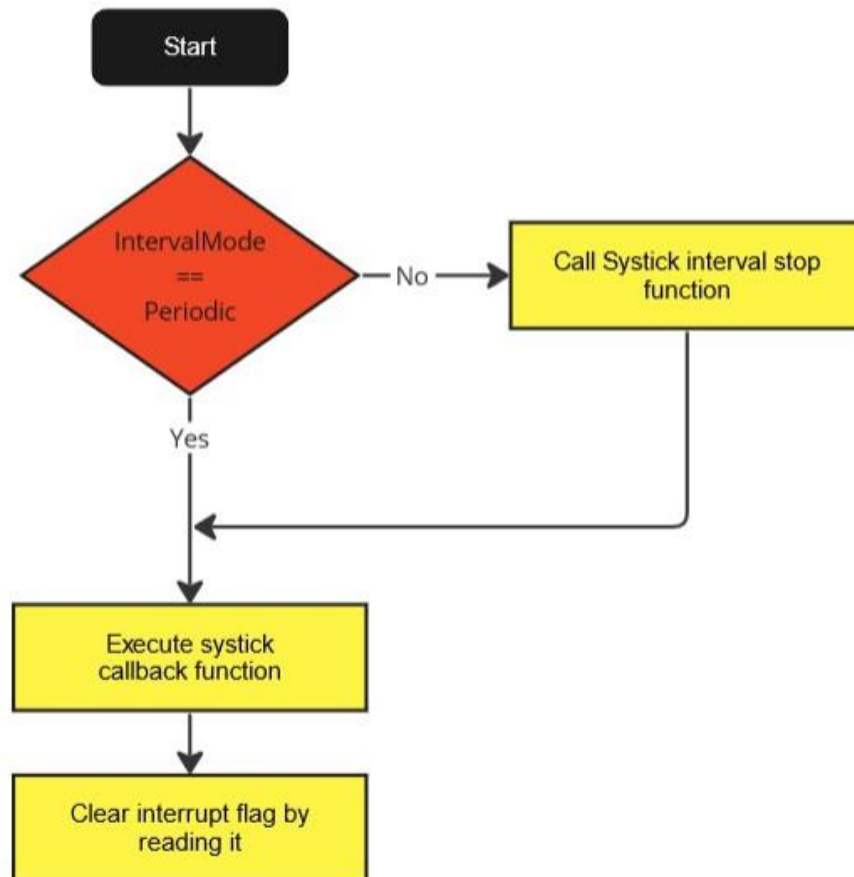 Start
IntervalMode
==
Periodic
No
Call Systick interval stop
function
Yes
Execute systick
callback function
Clear interrupt flag by
reading it